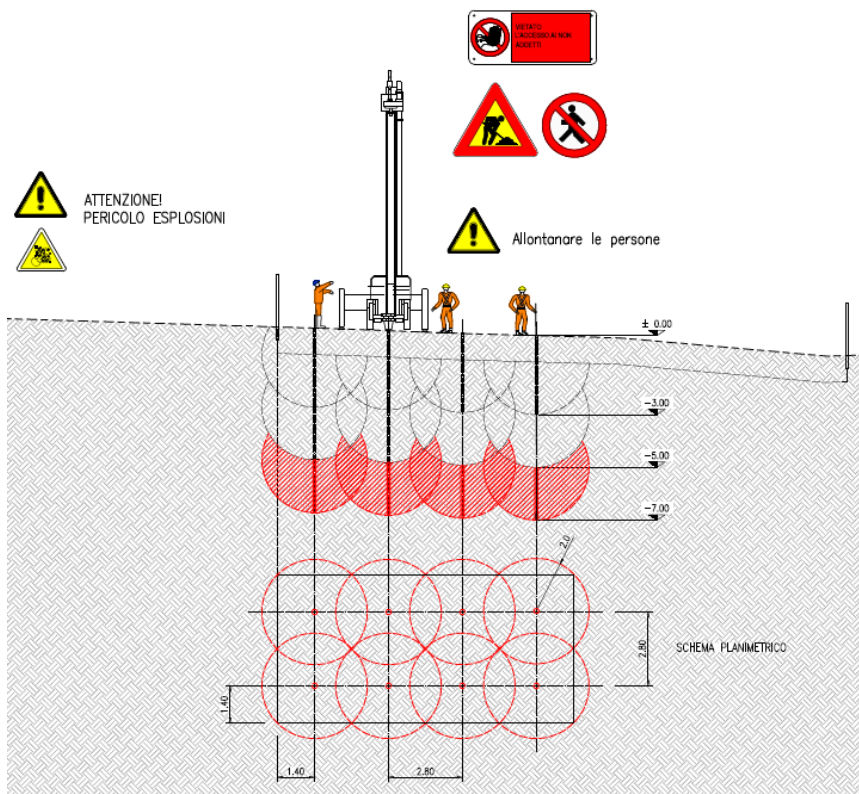 VIETATO
L'ACCESSO AI NON
ADDETTI
ATTENZIONE!
PERICOLO ESPLOSIONI
Allontanare le persone
± 0.00
-3.00
-5.00
-7.00
2.0
2.80
SCHEMA PLANIMETRICO
1.40
1.40
2.80